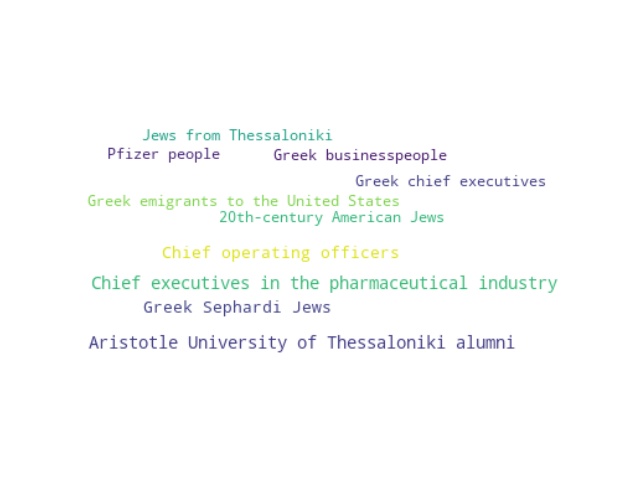 Jews from Thessaloniki
Pfizer people
Greek businesspeople
Greek chief executives
Greek emigrants to the United States
20th-century American Jews
Chief operating officers
Chief executives in the pharmaceutical industry
Greek Sephardi Jews
Aristotle University of Thessaloniki alumni